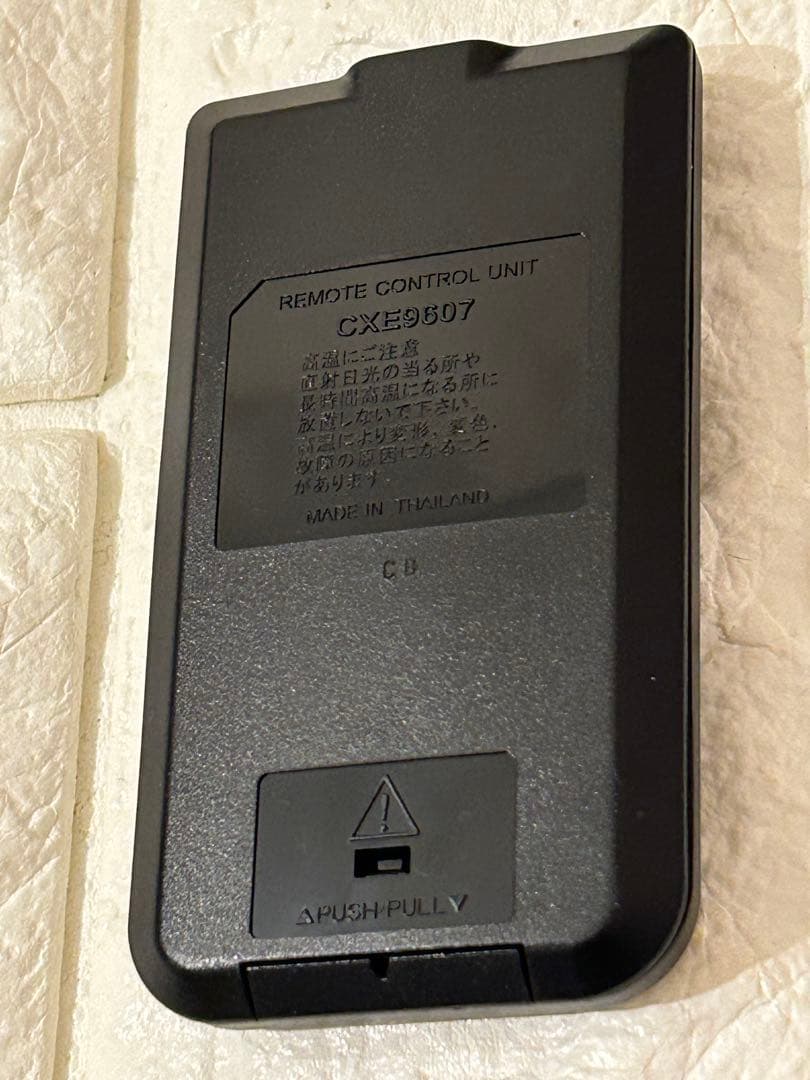 REMOTE CONTROL UNIT
CXE9607
高温にご注意
直射日光の当る所や
長時間高温になる所に
放置しないで下さい。
高温により変形、変色、
故障の原因になること
があります。
MADE IN THAILAND
△PUSH/PULL▽